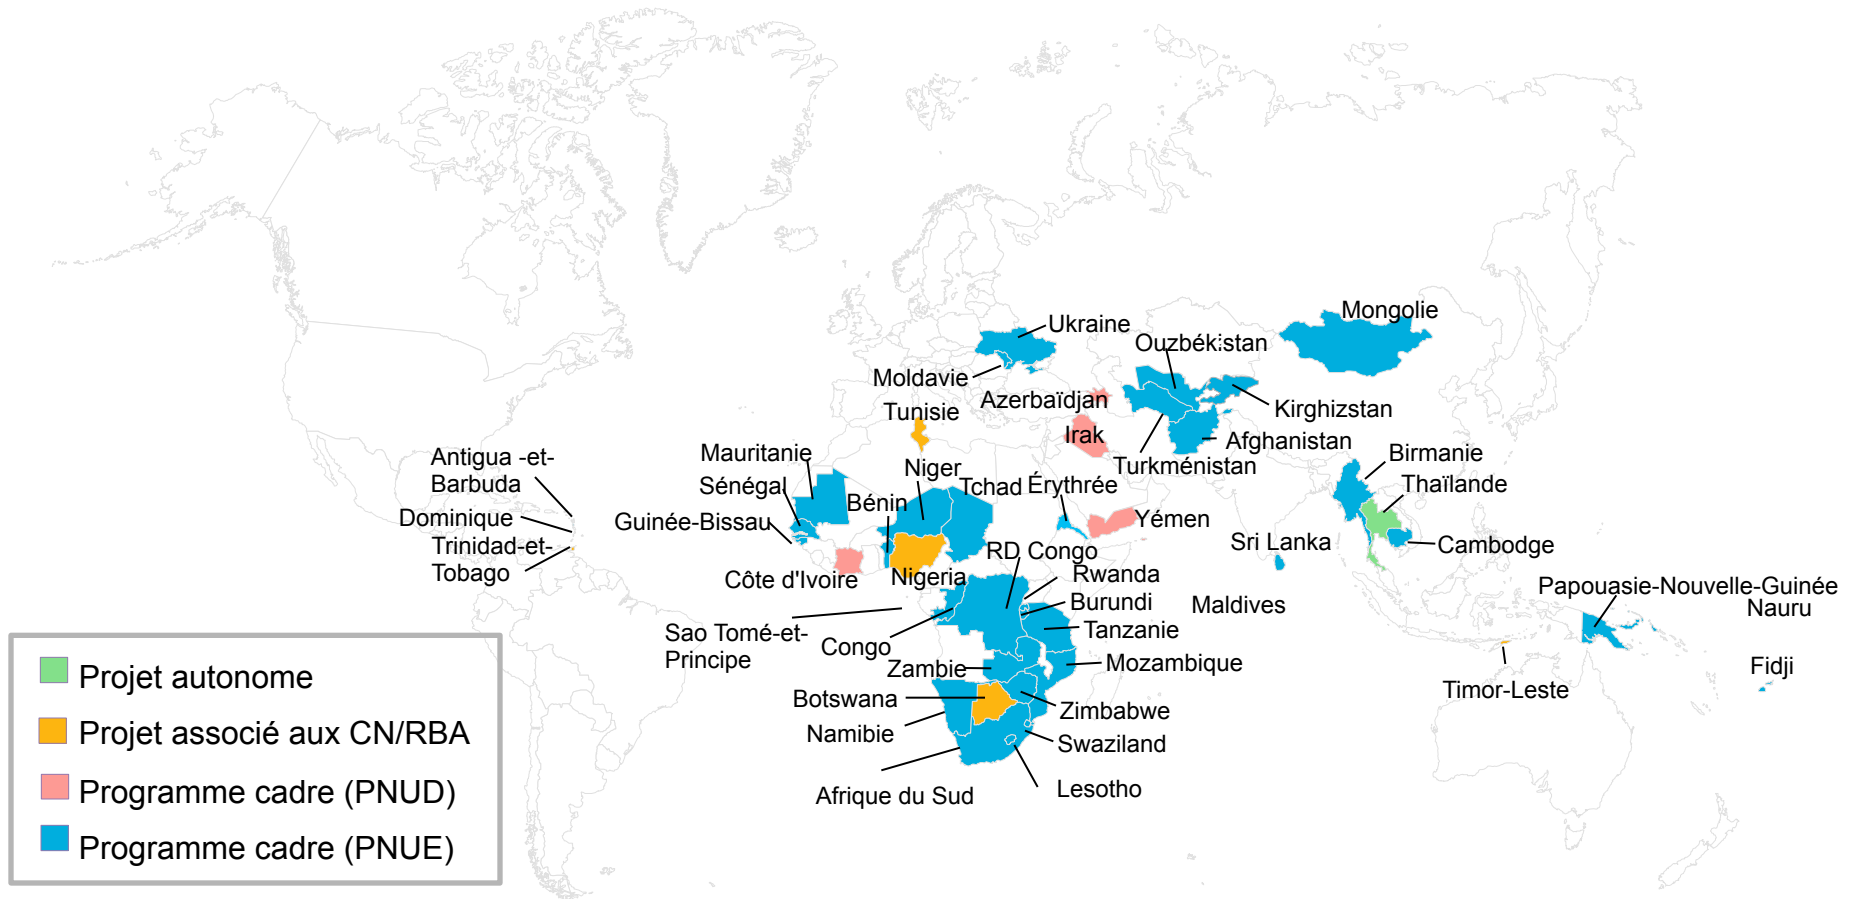 Mongolie
Ukraine
Ouzbékistan
Moldavie
Azerbaïdjan
Tunisie
Kirghizstan
Irak
Afghanistan
Turkménistan
Birmanie
Thaïlande
Antigua -et-
Barbuda
Mauritanie
Niger
Sénégal
Bénin
Tchad
Érythrée
Dominique
Guinée-Bissau
Yémen
Trinidad-et-
Tobago
Sri Lanka
Cambodge
RD Congo
Côte d'Ivoire
Nigeria
Rwanda
Papouasie-Nouvelle-Guinée
Burundi
Maldives
Nauru
Sao Tomé-et-
Principe
Congo
Tanzanie
Zambie
Mozambique
Fidji
Botswana
Timor-Leste
Namibie
Zimbabwe
Swaziland
Afrique du Sud
Lesotho
Projet autonome
Projet associé aux CN/RBA
Programme cadre (PNUD)
Programme cadre (PNUE)